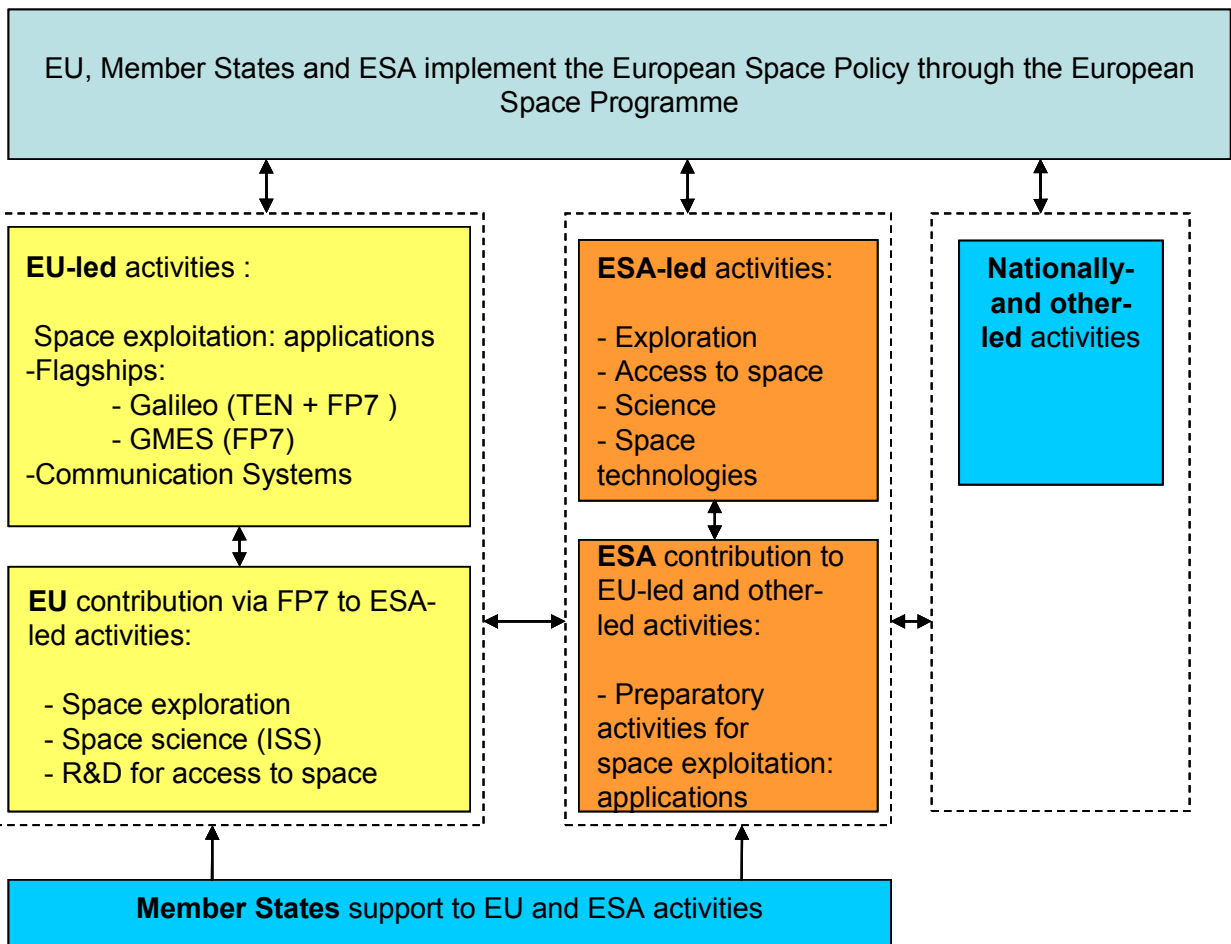 EU, Member States and ESA implement the European Space Policy through the European
Space Programme
EU-led activities :
Space exploitation: applications
-Flagships:
- Galileo (TEN + FP7 )
- GMES (FP7)
-Communication Systems
EU contribution via FP7 to ESA-
led activities:
- Space exploration
- Space science (ISS)
- R&D for access to space
ESA-led activities:
- Exploration
- Access to space
- Science
- Space
technologies
ESA contribution to
EU-led and other-
led activities:
- Preparatory
activities for
space exploitation:
applications
Nationally-
and other-
led activities
Member States support to EU and ESA activities